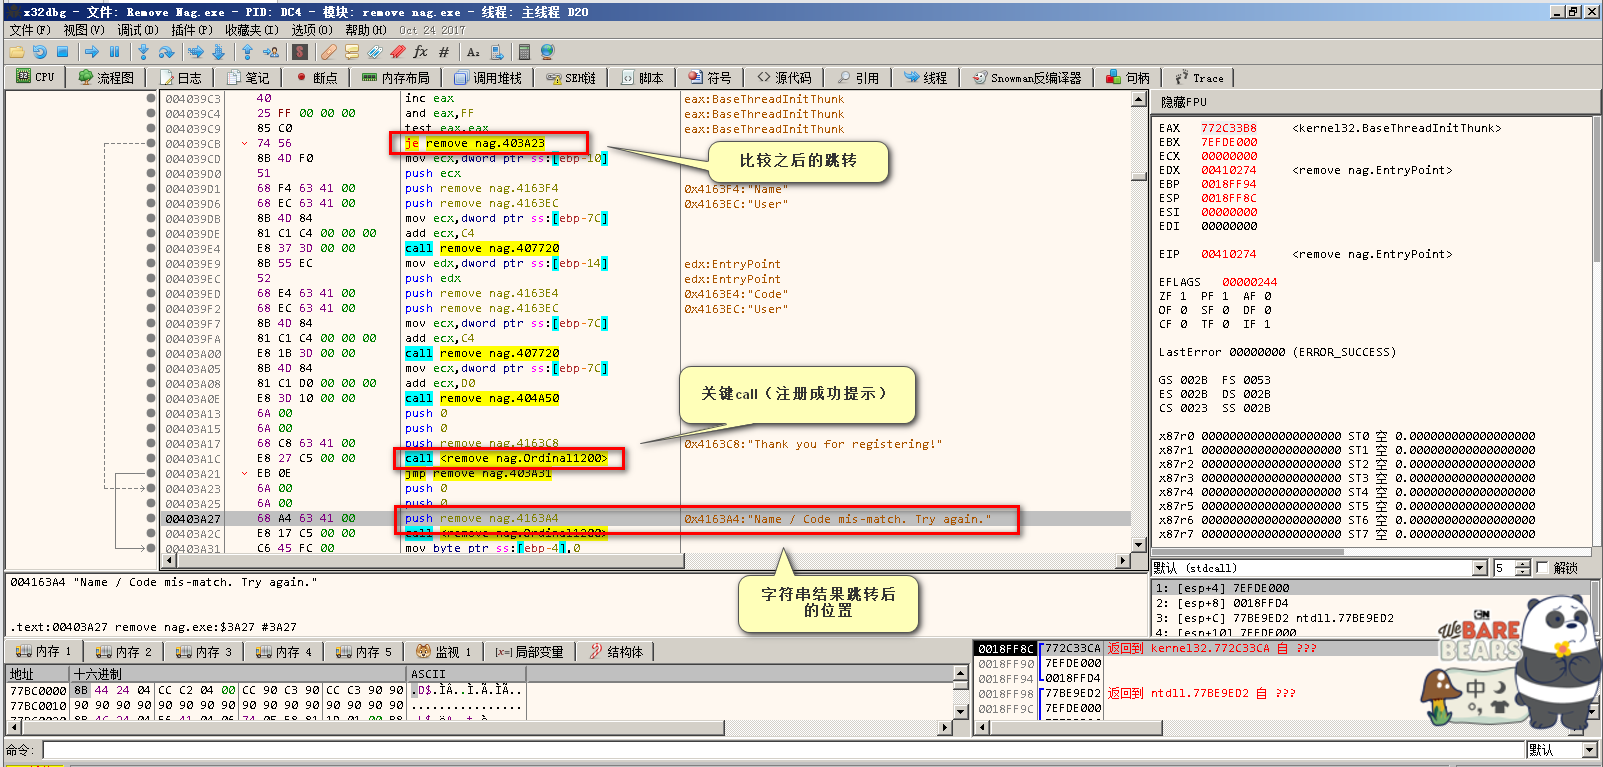 x32dbg - 文件: Remove Nag.exe - PID: DC4 - 模块: remove nag.exe - 线程: 主线程 D20
文件(F) 视图(V) 调试(D) 插件(P) 收藏夹(I) 选项(O) 帮助(H) Oct 24 2017
CPU 流程图 日志 笔记 断点 内存布局 调用堆栈 SEH链 脚本 符号 源代码 引用 线程 Snowman反编译器 句柄 Trace
004039C3 40 inc eax eax:BaseThreadInitThunk
004039C4 25 FF 00 00 00 and eax,FF eax:BaseThreadInitThunk
004039C9 85 C0 test eax,eax eax:BaseThreadInitThunk
004039CB 74 56 je remove nag.403A23
004039CD 8B 4D F0 mov ecx,dword ptr ss:[ebp-10]
004039D0 51 push ecx
004039D1 68 F4 63 41 00 push remove nag.4163F4 0x4163F4:"Name"
004039D6 68 EC 63 41 00 push remove nag.4163EC 0x4163EC:"User"
004039DB 8B 4D 84 mov ecx,dword ptr ss:[ebp-7C]
004039DE 81 C1 C4 00 00 00 add ecx,C4
004039E4 E8 37 3D 00 00 call remove nag.407720
004039E9 8B 55 EC mov edx,dword ptr ss:[ebp-14] edx:EntryPoint
004039EC 52 push edx edx:EntryPoint
004039ED 68 E4 63 41 00 push remove nag.4163E4 0x4163E4:"Code"
004039F2 68 EC 63 41 00 push remove nag.4163EC 0x4163EC:"User"
004039F7 8B 4D 84 mov ecx,dword ptr ss:[ebp-7C]
004039FA 81 C1 C4 00 00 00 add ecx,C4
00403A00 E8 1B 3D 00 00 call remove nag.407720
00403A05 8B 4D 84 mov ecx,dword ptr ss:[ebp-7C]
00403A08 81 C1 D0 00 00 00 add ecx,D0
00403A0E E8 3D 10 00 00 call remove nag.404A50
00403A13 6A 00 push 0
00403A15 6A 00 push 0
00403A17 68 C8 63 41 00 push remove nag.4163C8 0x4163C8:"Thank you for registering!"
00403A1C E8 27 C5 00 00 call <remove nag.Ordinal1200>
00403A21 EB 0E jmp remove nag.403A31
00403A23 6A 00 push 0
00403A25 6A 00 push 0
00403A27 68 A4 63 41 00 push remove nag.4163A4 0x4163A4:"Name / Code mis-match. Try again."
00403A2C E8 17 C5 00 00 call <remove nag.Ordinal1200>
00403A31 C6 45 FC 00 mov byte ptr ss:[ebp-4],0
比较之后的跳转
关键call（注册成功提示）
字符串结果跳转后
的位置
隐藏FPU
EAX 772C33B8 <kernel32.BaseThreadInitThunk>
EBX 7EFDE000
ECX 00000000
EDX 00410274 <remove nag.EntryPoint>
EBP 0018FF94
ESP 0018FF8C
ESI 00000000
EDI 00000000
EIP 00410274 <remove nag.EntryPoint>
EFLAGS 00000244
ZF 1 PF 1 AF 0
OF 0 SF 0 DF 0
CF 0 TF 0 IF 1
LastError 00000000 (ERROR_SUCCESS)
GS 002B FS 0053
ES 002B DS 002B
CS 0023 SS 002B
x87r0 00000000000000000000 ST0 空 0.000000000000000000
x87r1 00000000000000000000 ST1 空 0.000000000000000000
x87r2 00000000000000000000 ST2 空 0.000000000000000000
x87r3 00000000000000000000 ST3 空 0.000000000000000000
x87r4 00000000000000000000 ST4 空 0.000000000000000000
x87r5 00000000000000000000 ST5 空 0.000000000000000000
x87r6 00000000000000000000 ST6 空 0.000000000000000000
x87r7 00000000000000000000 ST7 空 0.000000000000000000
默认 (stdcall) 5 解锁
1: [esp+4] 7EFDE000
2: [esp+8] 0018FFD4
3: [esp+C] 77BE9ED2 ntdll.77BE9ED2
4: [esp+10] 7EFDE000
004163A4 "Name / Code mis-match. Try again."
.text:00403A27 remove nag.exe:$3A27 #3A27
内存 1 内存 2 内存 3 内存 4 内存 5 监视 1 [x=]局部变量 结构体
地址 十六进制 ASCII
77BC0000 8B 44 24 04 CC C2 04 00 CC 90 C3 90 CC C3 90 90 .D$.ÌÂ..Ì.Ã.ÌÃ..
77BC0010 90 90 90 90 90 90 90 90 90 90 90 90 90 90 90 90 ................
0018FF8C 772C33CA 返回到 kernel32.772C33CA 自 ???
0018FF90 7EFDE000
0018FF94 0018FFD4
0018FF98 77BE9ED2 返回到 ntdll.77BE9ED2 自 ???
0018FF9C 7EFDE000
CN
We BARE
BEARS
中
命令: 默认